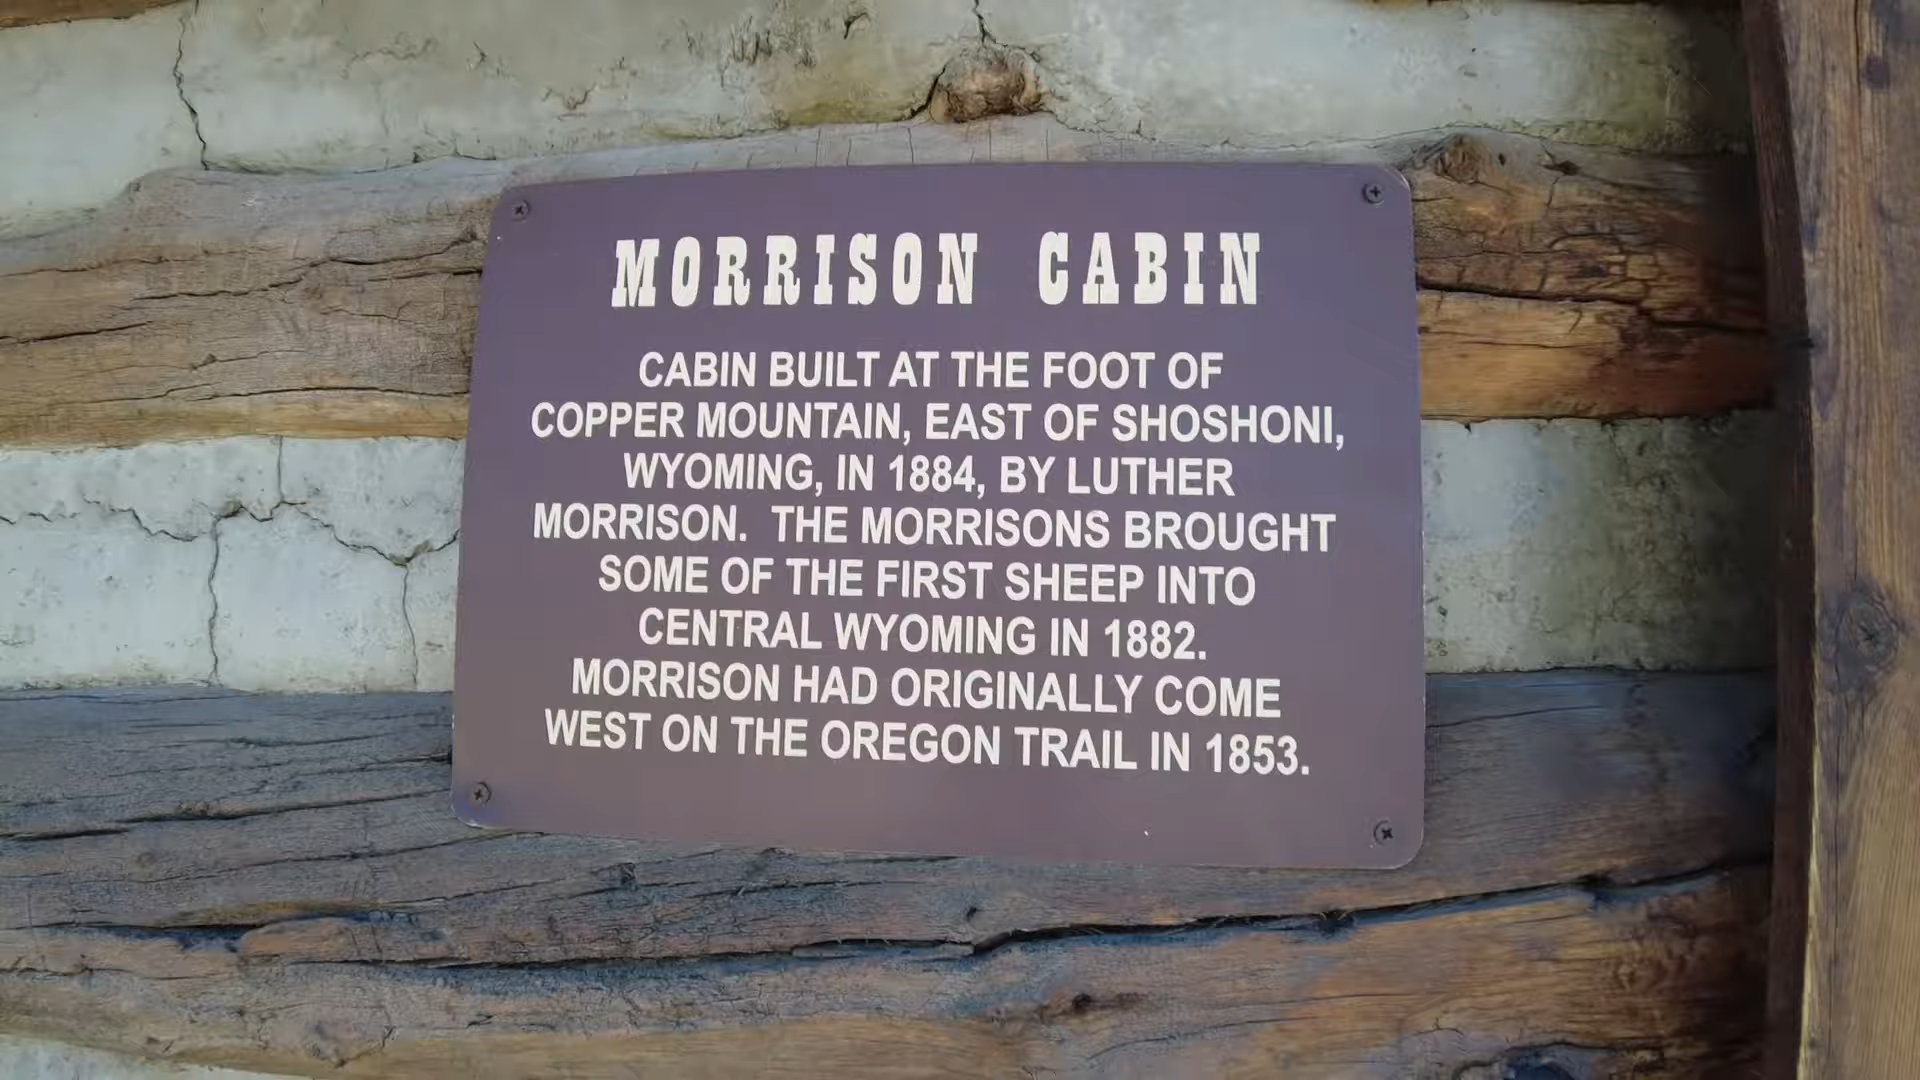 MORRISON CABIN
CABIN BUILT AT THE FOOT OF
COPPER MOUNTAIN, EAST OF SHOSHONI,
WYOMING, IN 1884, BY LUTHER
MORRISON. THE MORRISONS BROUGHT
SOME OF THE FIRST SHEEP INTO
CENTRAL WYOMING IN 1882.
MORRISON HAD ORIGINALLY COME
WEST ON THE OREGON TRAIL IN 1853.